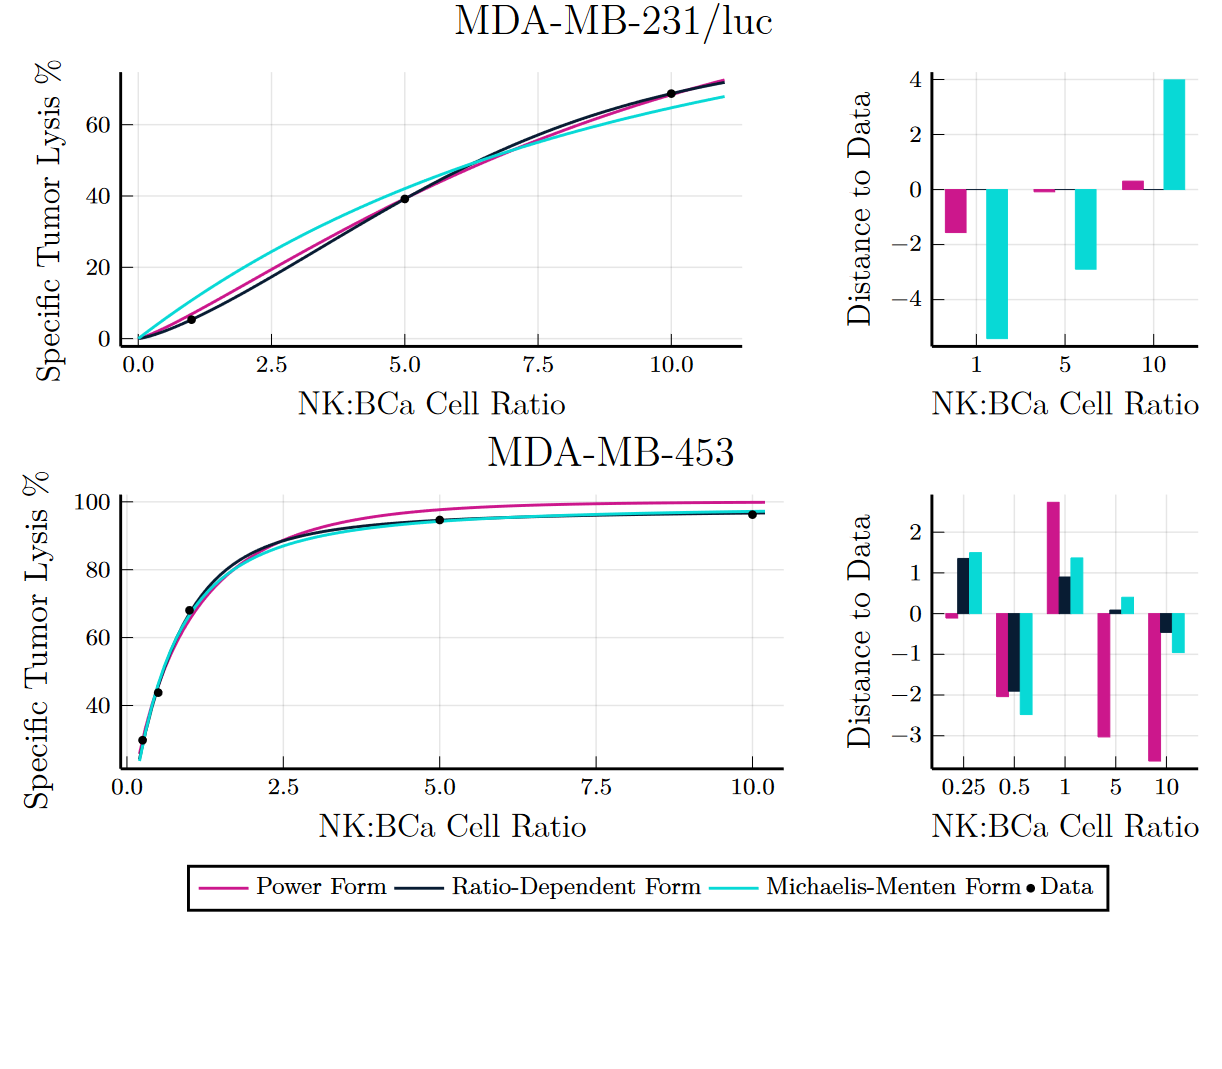 MDA-MB-231/luc
Specific Tumor Lysis %
60
40
20
0
0.0 2.5 5.0 7.5 10.0
NK:BCa Cell Ratio
Distance to Data
4
2
0
−2
−4
1 5 10
NK:BCa Cell Ratio
MDA-MB-453
Specific Tumor Lysis %
100
80
60
40
0.0 2.5 5.0 7.5 10.0
NK:BCa Cell Ratio
Distance to Data
2
1
0
−1
−2
−3
0.25 0.5 1 5 10
NK:BCa Cell Ratio
Power Form Ratio-Dependent Form Michaelis-Menten Form Data